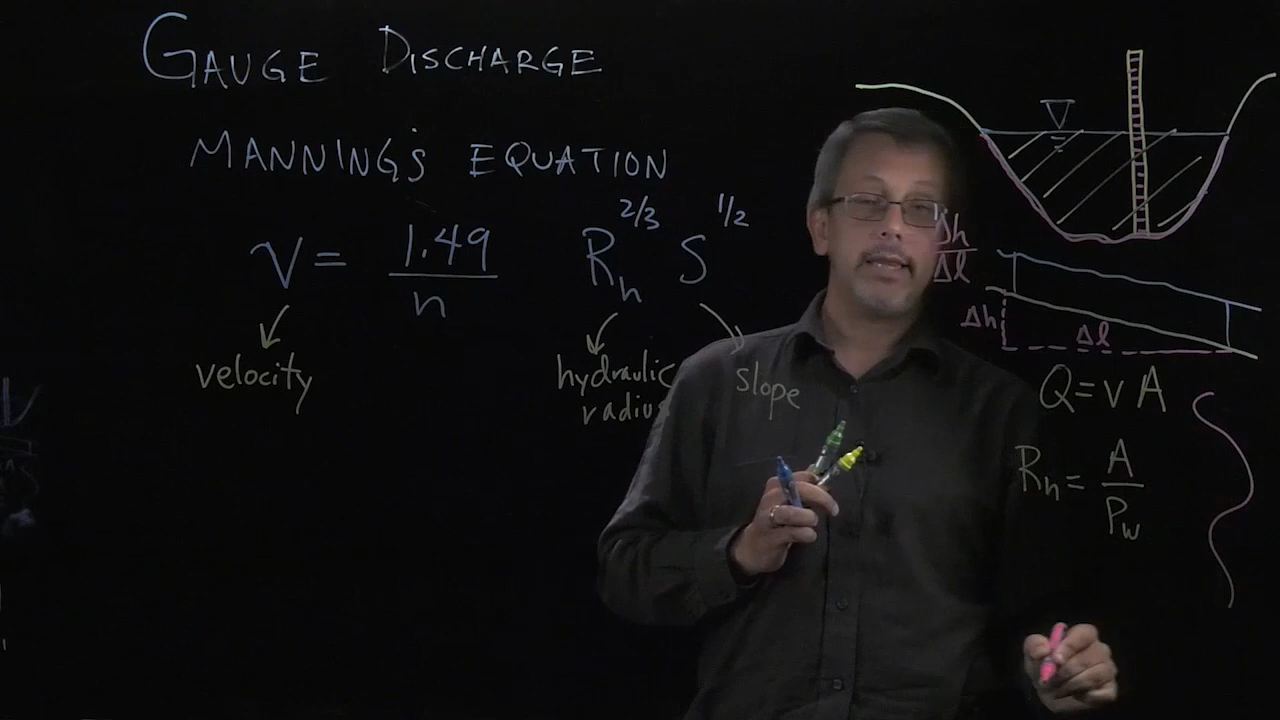 GAUGE DISCHARGE
MANNING'S EQUATION
V = 1.49/n R_h^2/3 S^1/2
velocity
hydraulic radius
slope
Δh/Δl
Δh
Δl
Q = v A
R_h = A/P_w